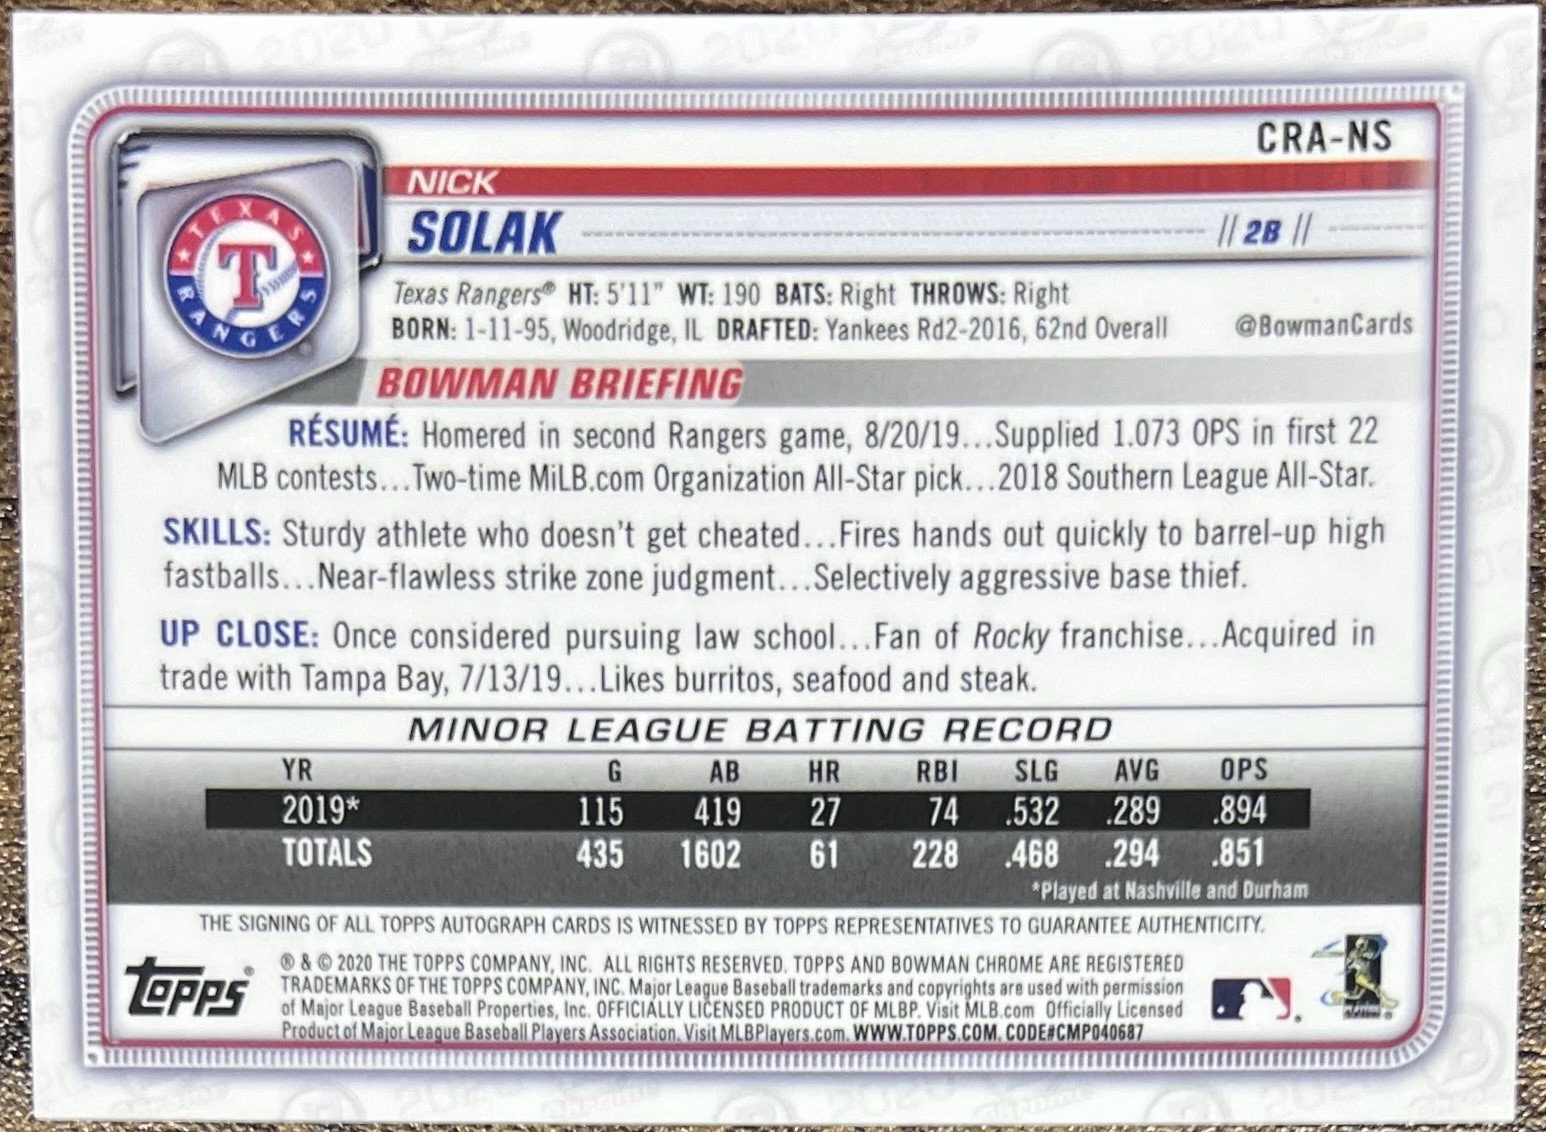 CRA-NS
NICK
SOLAK // 2B //
TEXAS
T
RANGERS
Texas Rangers® HT: 5'11" WT: 190 BATS: Right THROWS: Right
BORN: 1-11-95, Woodridge, IL DRAFTED: Yankees Rd2-2016, 62nd Overall @BowmanCards
BOWMAN BRIEFING
RÉSUMÉ: Homered in second Rangers game, 8/20/19...Supplied 1.073 OPS in first 22
MLB contests...Two-time MiLB.com Organization All-Star pick...2018 Southern League All-Star.
SKILLS: Sturdy athlete who doesn't get cheated...Fires hands out quickly to barrel-up high
fastballs...Near-flawless strike zone judgment...Selectively aggressive base thief.
UP CLOSE: Once considered pursuing law school...Fan of Rocky franchise...Acquired in
trade with Tampa Bay, 7/13/19...Likes burritos, seafood and steak.
MINOR LEAGUE BATTING RECORD
YR G AB HR RBI SLG AVG OPS
2019* 115 419 27 74 .532 .289 .894
TOTALS 435 1602 61 228 .468 .294 .851
*Played at Nashville and Durham
THE SIGNING OF ALL TOPPS AUTOGRAPH CARDS IS WITNESSED BY TOPPS REPRESENTATIVES TO GUARANTEE AUTHENTICITY.
Topps®
® & © 2020 THE TOPPS COMPANY, INC. ALL RIGHTS RESERVED. TOPPS AND BOWMAN CHROME ARE REGISTERED
TRADEMARKS OF THE TOPPS COMPANY, INC. Major League Baseball trademarks and copyrights are used with permission
of Major League Baseball Properties, Inc. OFFICIALLY LICENSED PRODUCT OF MLBP. Visit MLB.com Officially Licensed
Product of Major League Baseball Players Association. Visit MLBPlayers.com. WWW.TOPPS.COM. CODE#CMP040687